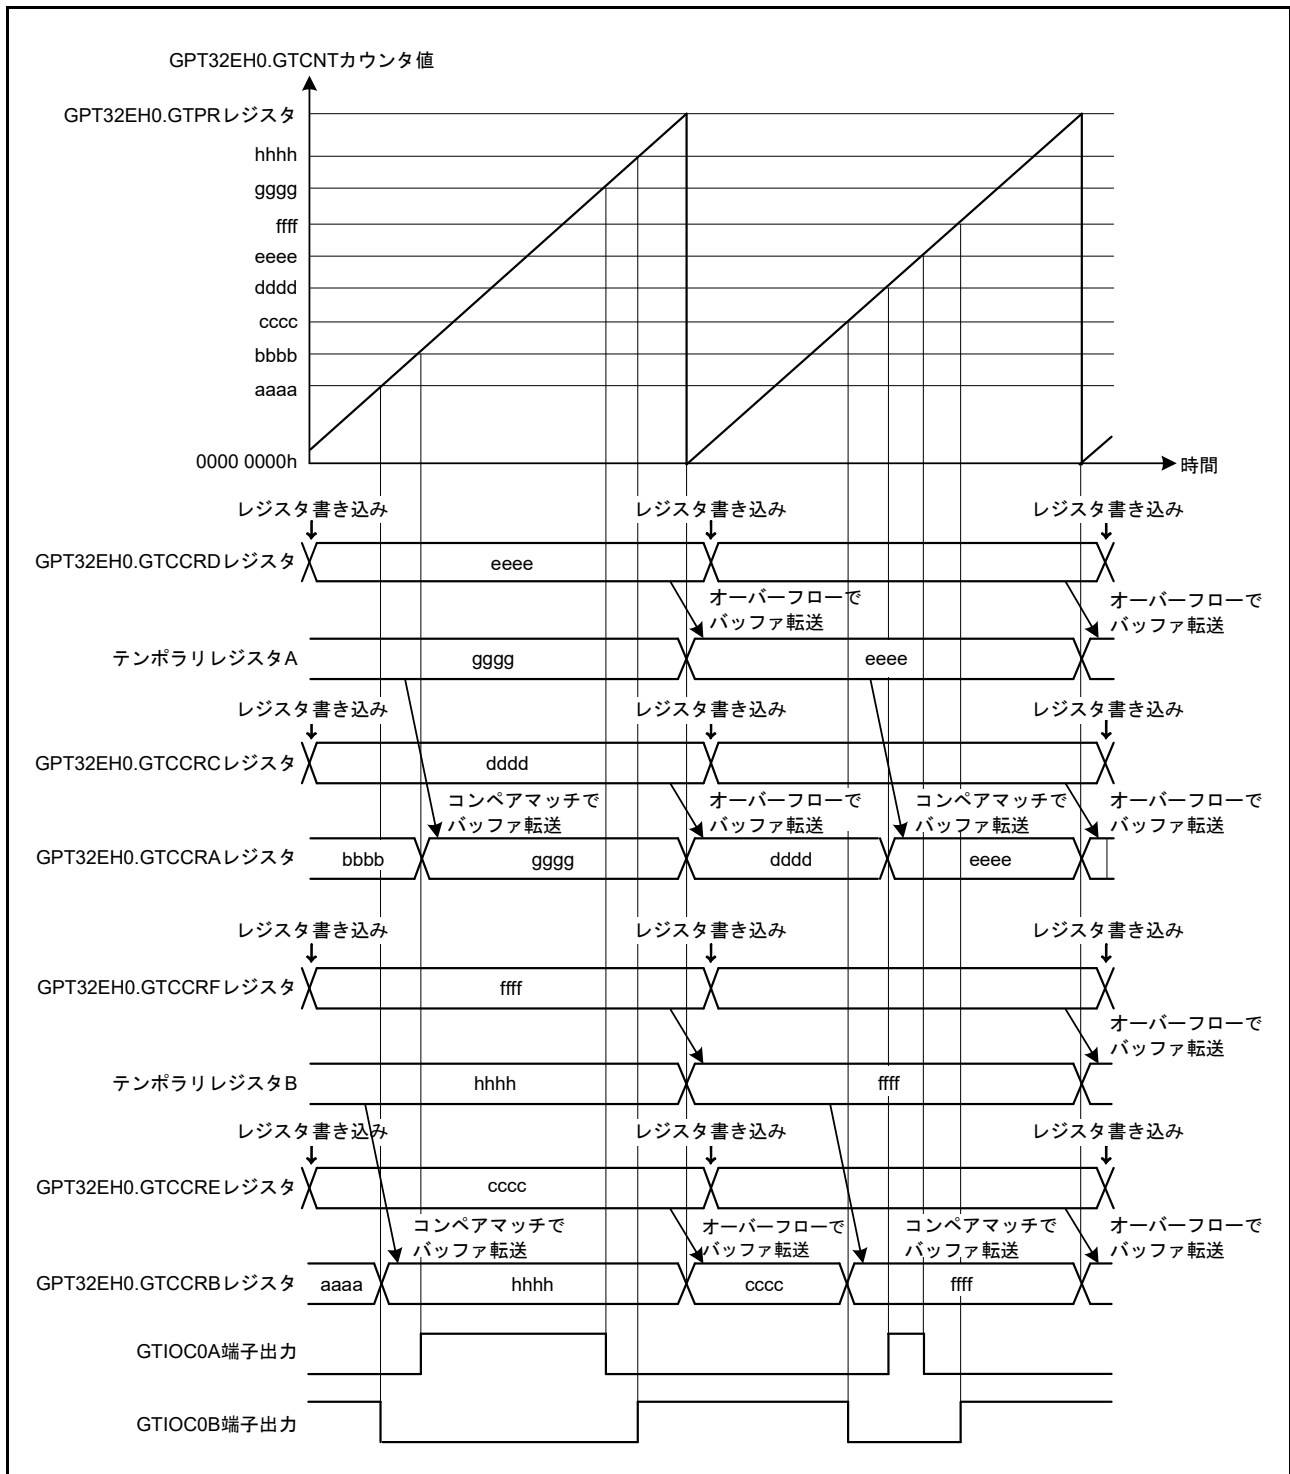 GPT32EH0.GTCNTカウンタ値
GPT32EH0.GTPRレジスタ
hhhh
gggg
ffff
eeee
dddd
cccc
bbbb
aaaa
0000 0000h
時間
レジスタ書き込み
レジスタ書き込み
レジスタ書き込み
GPT32EH0.GTCCRDレジスタ
eeee
オーバーフローで
バッファ転送
オーバーフローで
バッファ転送
テンポラリレジスタA
gggg
eeee
レジスタ書き込み
レジスタ書き込み
レジスタ書き込み
GPT32EH0.GTCCRCレジスタ
dddd
コンペアマッチで
バッファ転送
オーバーフローで
バッファ転送
コンペアマッチで
バッファ転送
オーバーフローで
バッファ転送
GPT32EH0.GTCCRAレジスタ
bbbb
gggg
dddd
eeee
レジスタ書き込み
レジスタ書き込み
レジスタ書き込み
GPT32EH0.GTCCRFレジスタ
ffff
オーバーフローで
バッファ転送
テンポラリレジスタB
hhhh
ffff
レジスタ書き込み
レジスタ書き込み
レジスタ書き込み
GPT32EH0.GTCCREレジスタ
cccc
コンペアマッチで
バッファ転送
オーバーフローで
バッファ転送
コンペアマッチで
バッファ転送
オーバーフローで
バッファ転送
GPT32EH0.GTCCRBレジスタ
aaaa
hhhh
cccc
ffff
GTIOC0A端子出力
GTIOC0B端子出力